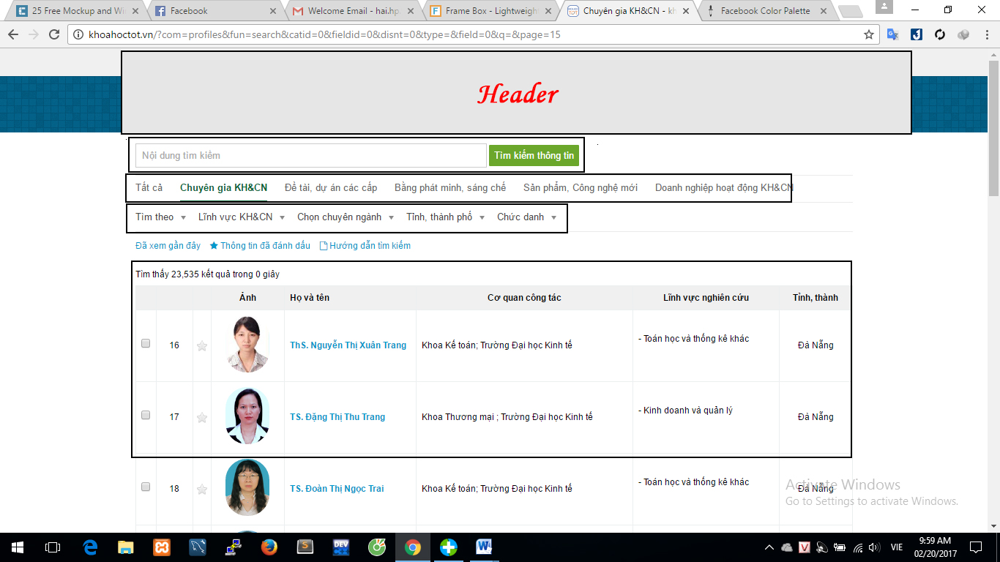 25 Free Mockup and Wir
Facebook
Welcome Email - hai.hp.
Frame Box - Lightweight
Chuyên gia KH&CN - kh
Facebook Color Palette
khoahoctot.vn/?com=profiles&fun=search&catid=0&fieldid=0&disnt=0&type=&field=0&q=&page=15
Header
Nội dung tìm kiếm
Tìm kiếm thông tin
Tất cả Chuyên gia KH&CN Đề tài, dự án các cấp Bằng phát minh, sáng chế Sản phẩm, Công nghệ mới Doanh nghiệp hoạt động KH&CN
Tìm theo Lĩnh vực KH&CN Chọn chuyên ngành Tỉnh, thành phố Chức danh
Đã xem gần đây Thông tin đã đánh dấu Hướng dẫn tìm kiếm
Tìm thấy 23,535 kết quả trong 0 giây
Ảnh Họ và tên Cơ quan công tác Lĩnh vực nghiên cứu Tỉnh, thành
16 ThS. Nguyễn Thị Xuân Trang Khoa Kế toán; Trường Đại học Kinh tế - Toán học và thống kê khác Đà Nẵng
17 TS. Đặng Thị Thu Trang Khoa Thương mại ; Trường Đại học Kinh tế - Kinh doanh và quản lý Đà Nẵng
18 TS. Đoàn Thị Ngọc Trai Khoa Kế toán; Trường Đại học Kinh tế - Toán học và thống kê khác Đà Nẵng
Activate Windows
Go to Settings to activate Windows.
DEV
VIE
9:59 AM
02/20/2017